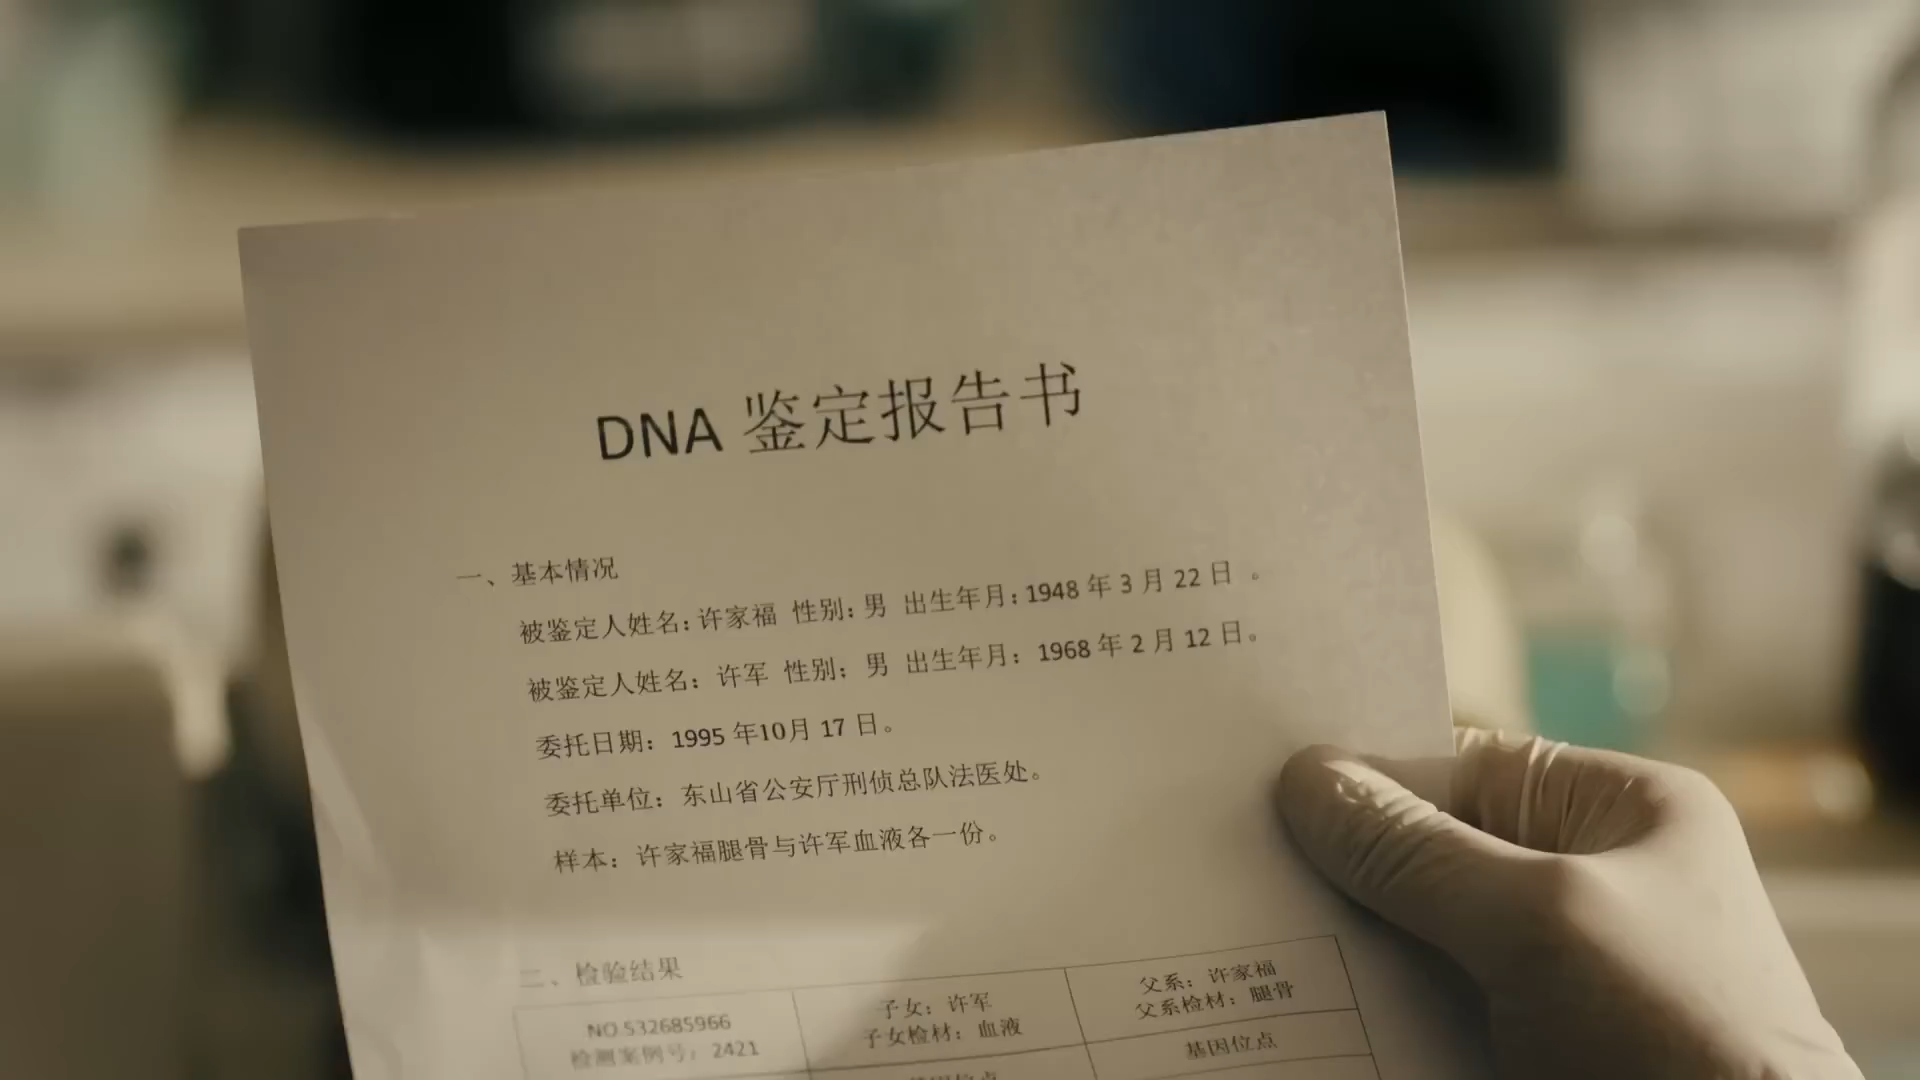 DNA 鉴定报告书
一、基本情况
被鉴定人姓名:许家福 性别:男 出生年月:1948 年 3 月 22 日 。
被鉴定人姓名：许军 性别；男 出生年月：1968 年 2 月 12 日。
委托日期：1995 年10月 17 日。
委托单位：东山省公安厅刑侦总队法医处。
样本：许家福腿骨与许军血液各一份。
二、检验结果
NO.532685966
检测案例号：2421
子女：许军
子女检材：血液
父系：许家福
父系检材：腿骨
基因位点